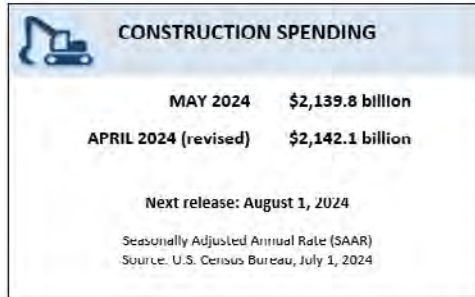 CONSTRUCTION SPENDING
MAY 2024 $2,139.8 billion
APRIL 2024 (revised) $2,142.1 billion
Next release: August 1, 2024
Seasonally Adjusted Annual Rate (SAAR)
Source: U.S. Census Bureau, July 1, 2024